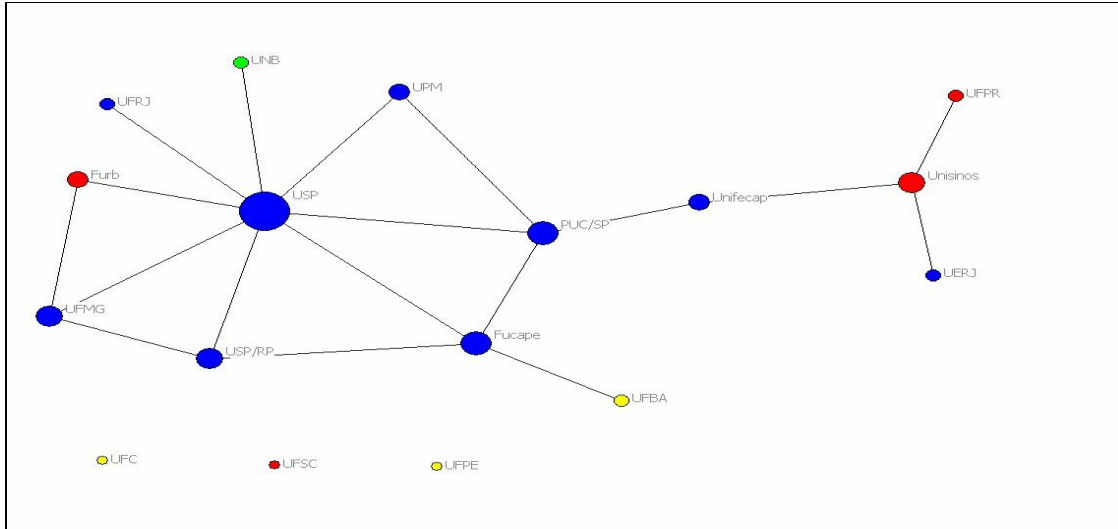 UNB
UPM
UFRJ
UFPR
Furb
Unisinos
USP
Unifecap
PUC/SP
UERJ
UFMG
Fucape
USP/RP
UFBA
UFC
UFSC
UFPE